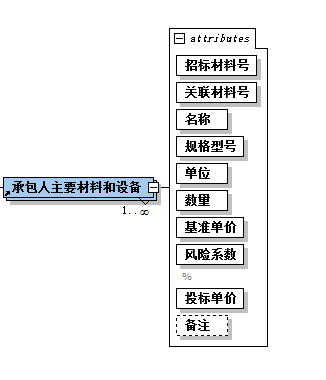 attributes
招标材料号
关联材料号
名称
规格型号
单位
承包人主要材料和设备
数量
1..∞
基准单价
风险系数
%
投标单价
备注